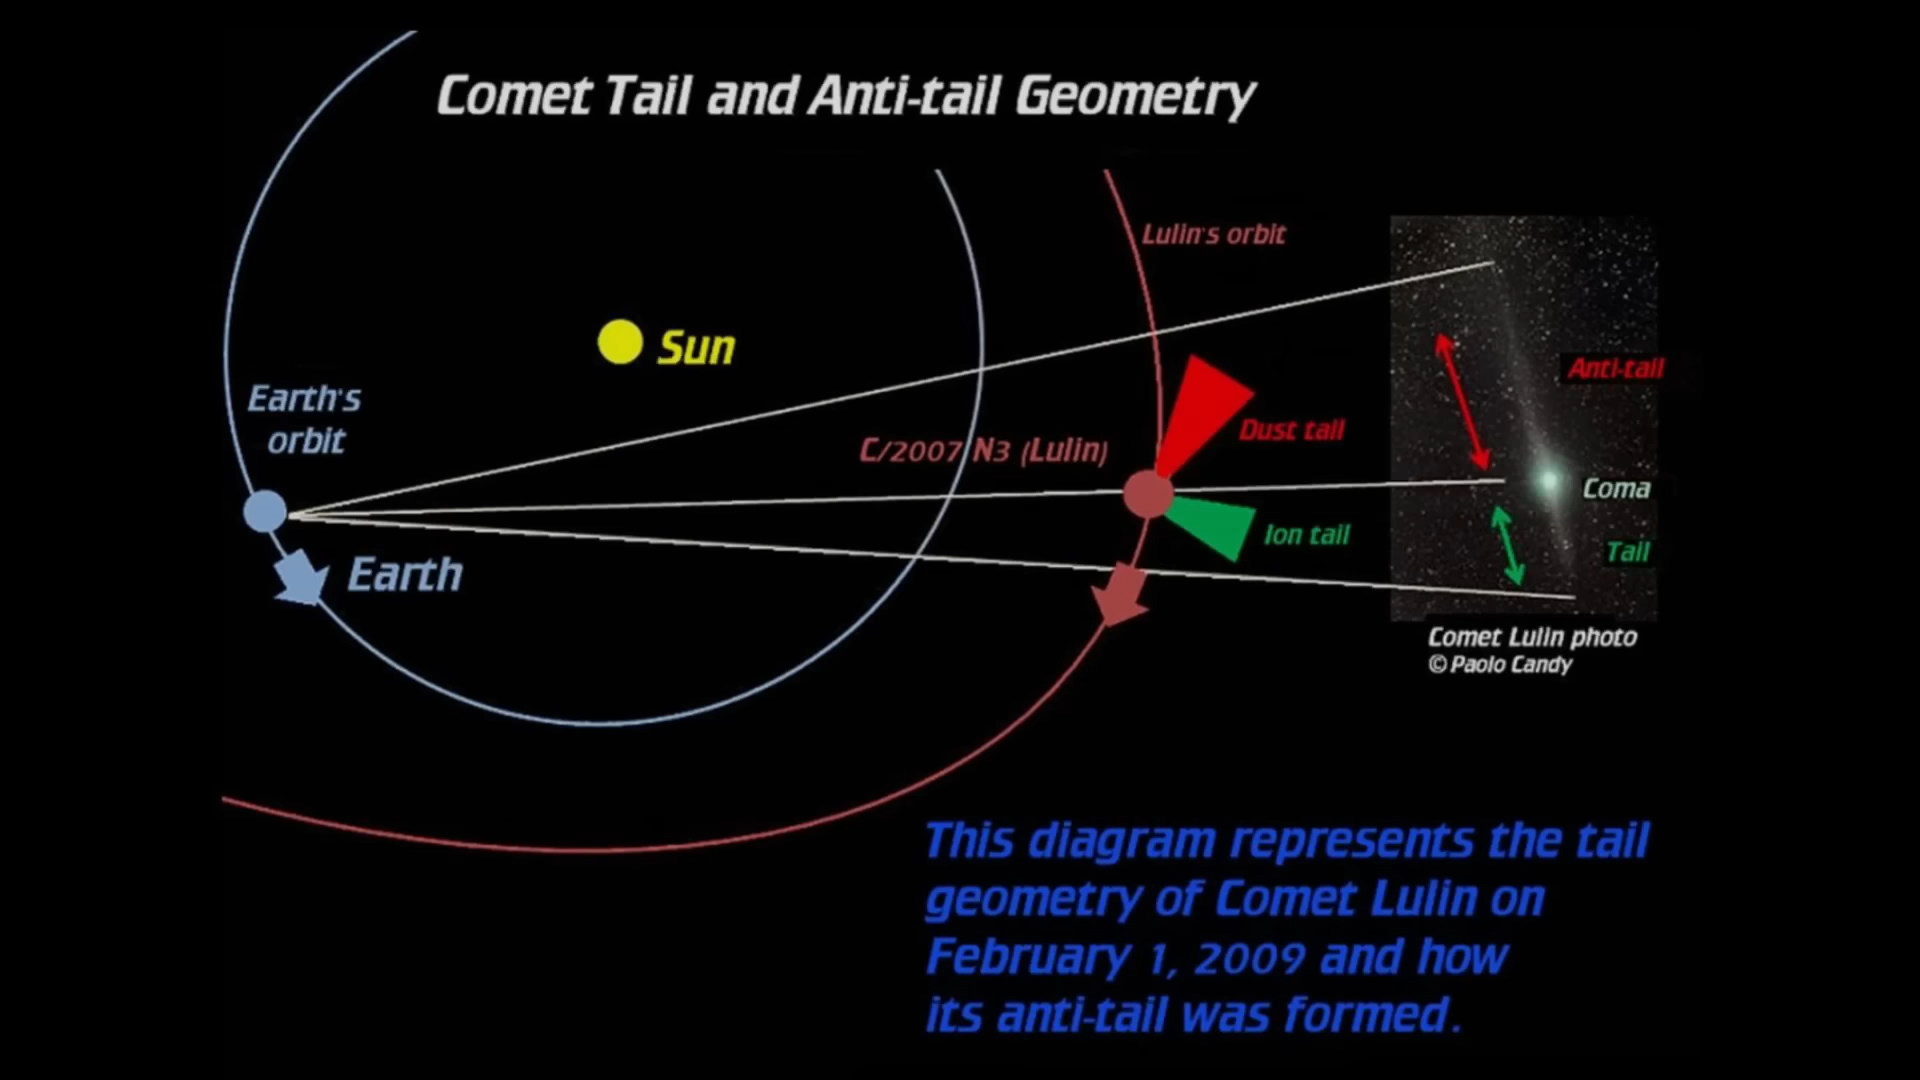 Comet Tail and Anti-tail Geometry
Lulin's orbit
Sun
Anti-tail
Earth's
orbit
Dust tail
C/2007 N3 (Lulin)
Coma
Ion tail
Tail
Earth
Comet Lulin photo
© Paolo Candy
This diagram represents the tail
geometry of Comet Lulin on
February 1, 2009 and how
its anti-tail was formed.